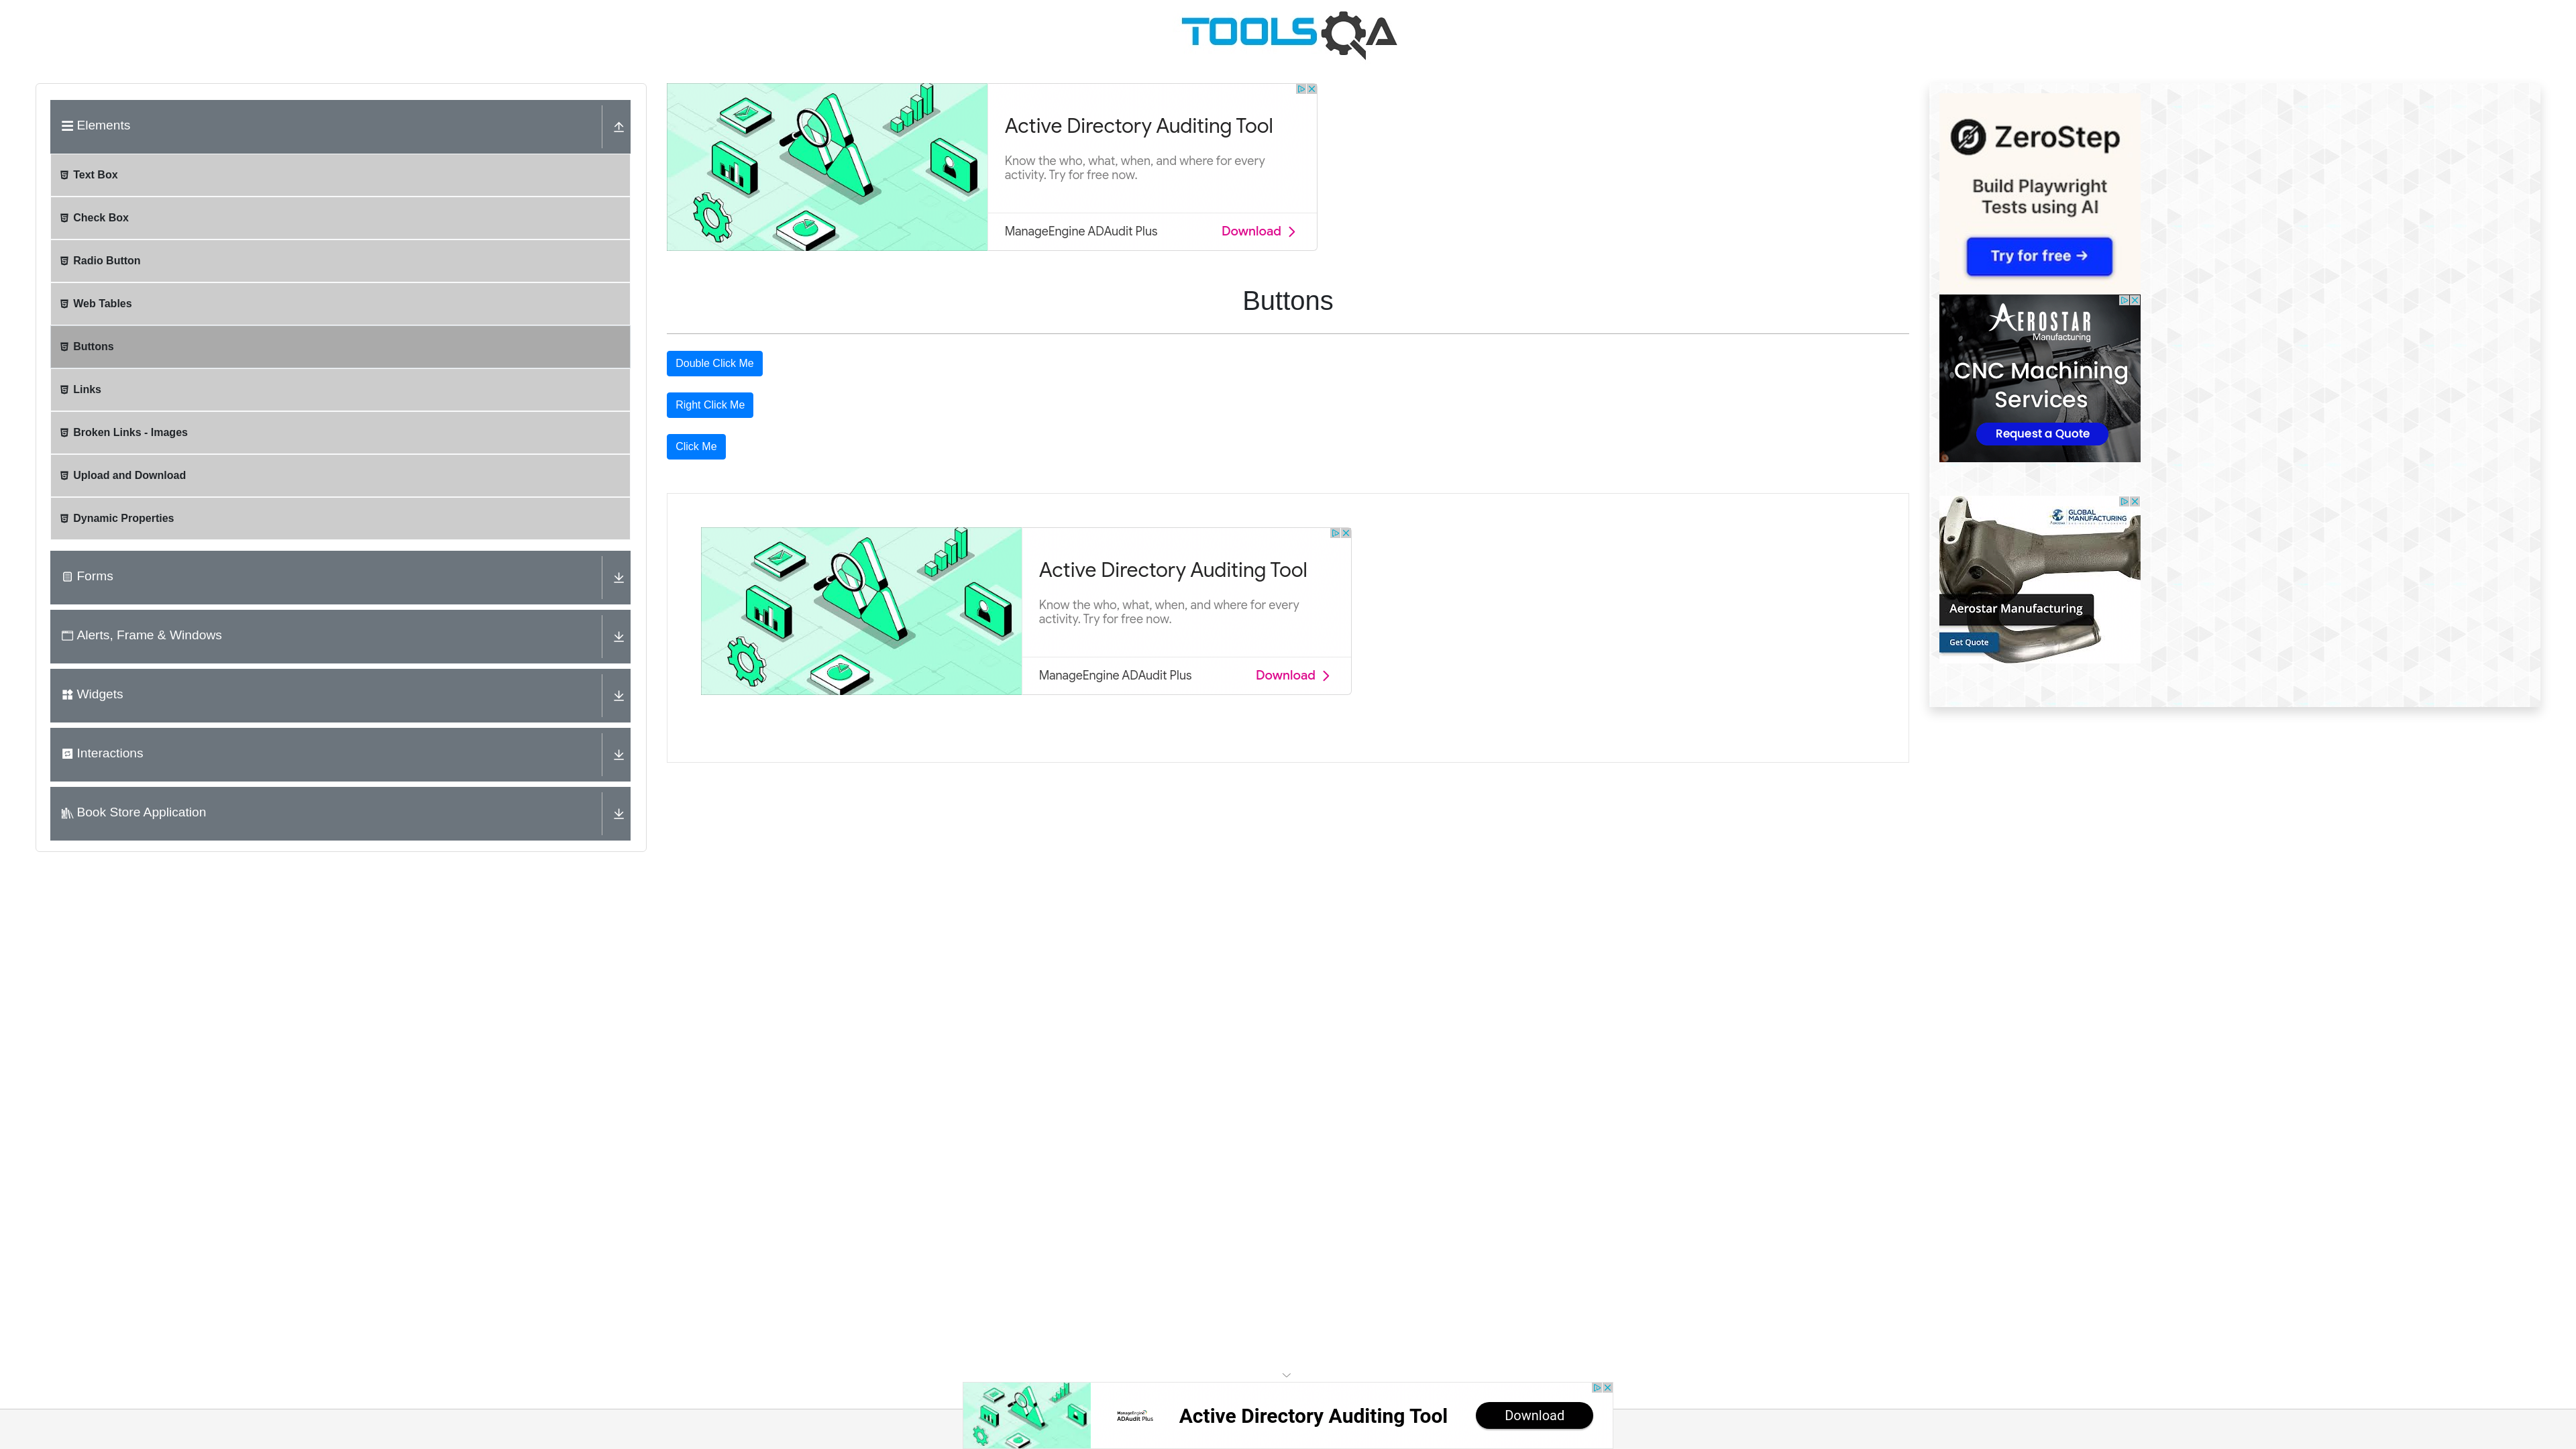 TOOLSQA
Elements
Text Box
Check Box
Radio Button
Web Tables
Buttons
Links
Broken Links - Images
Upload and Download
Dynamic Properties
Forms
Alerts, Frame & Windows
Widgets
Interactions
Book Store Application
Active Directory Auditing Tool
Know the who, what, when, and where for every
activity. Try for free now.
ManageEngine ADAudit Plus
Download
Buttons
Double Click Me
Right Click Me
Click Me
Active Directory Auditing Tool
Know the who, what, when, and where for every
activity. Try for free now.
ManageEngine ADAudit Plus
Download
ZeroStep
Build Playwright
Tests using AI
Try for free →
AEROSTAR
Manufacturing
CNC Machining
Services
Request a Quote
GLOBAL
MANUFACTURING
Aerostar Manufacturing
Get Quote
ManageEngine
ADAudit Plus
Active Directory Auditing Tool
Download